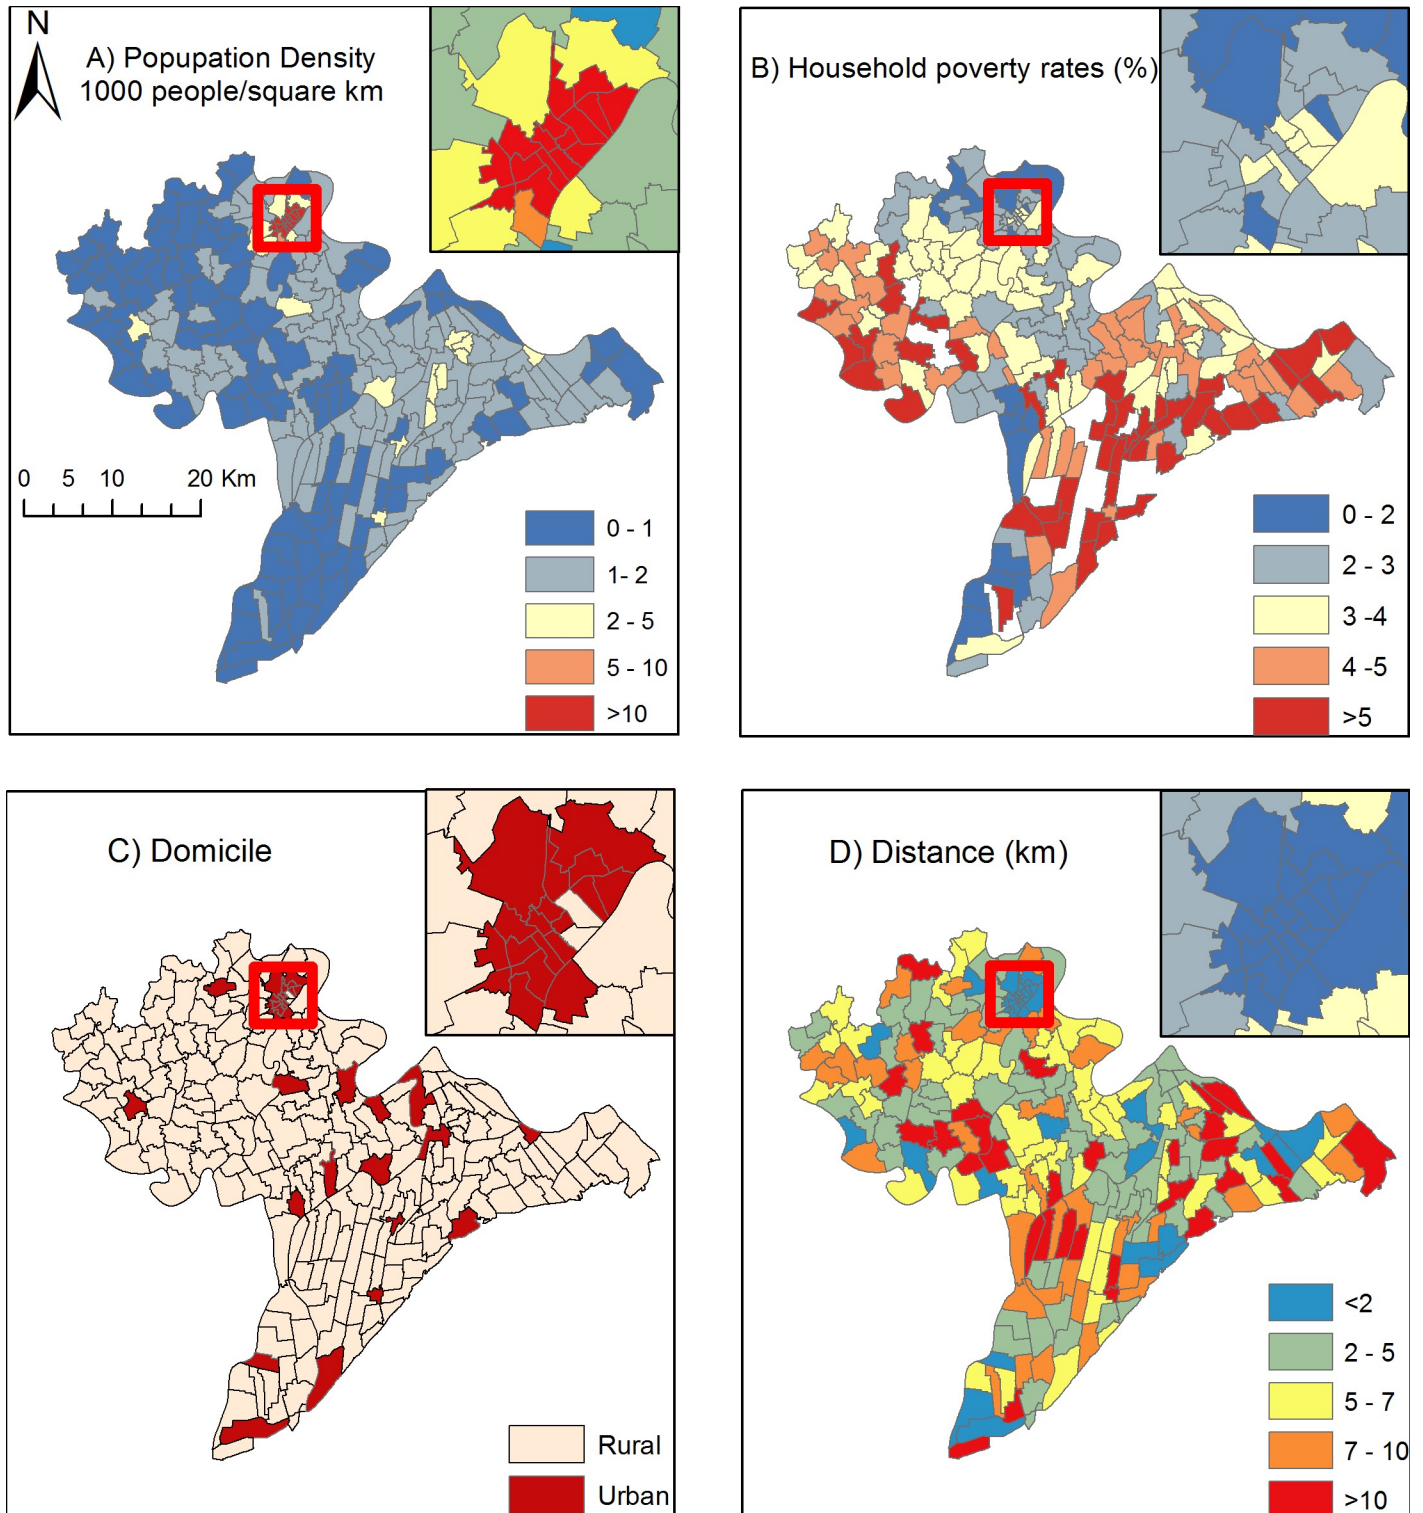 N
A) Popupation Density
1000 people/square km
0 5 10 20 Km
0 - 1
1- 2
2 - 5
5 - 10
>10
B) Household poverty rates (%)
0 - 2
2 - 3
3 -4
4 -5
>5
C) Domicile
Rural
Urban
D) Distance (km)
<2
2 - 5
5 - 7
7 - 10
>10